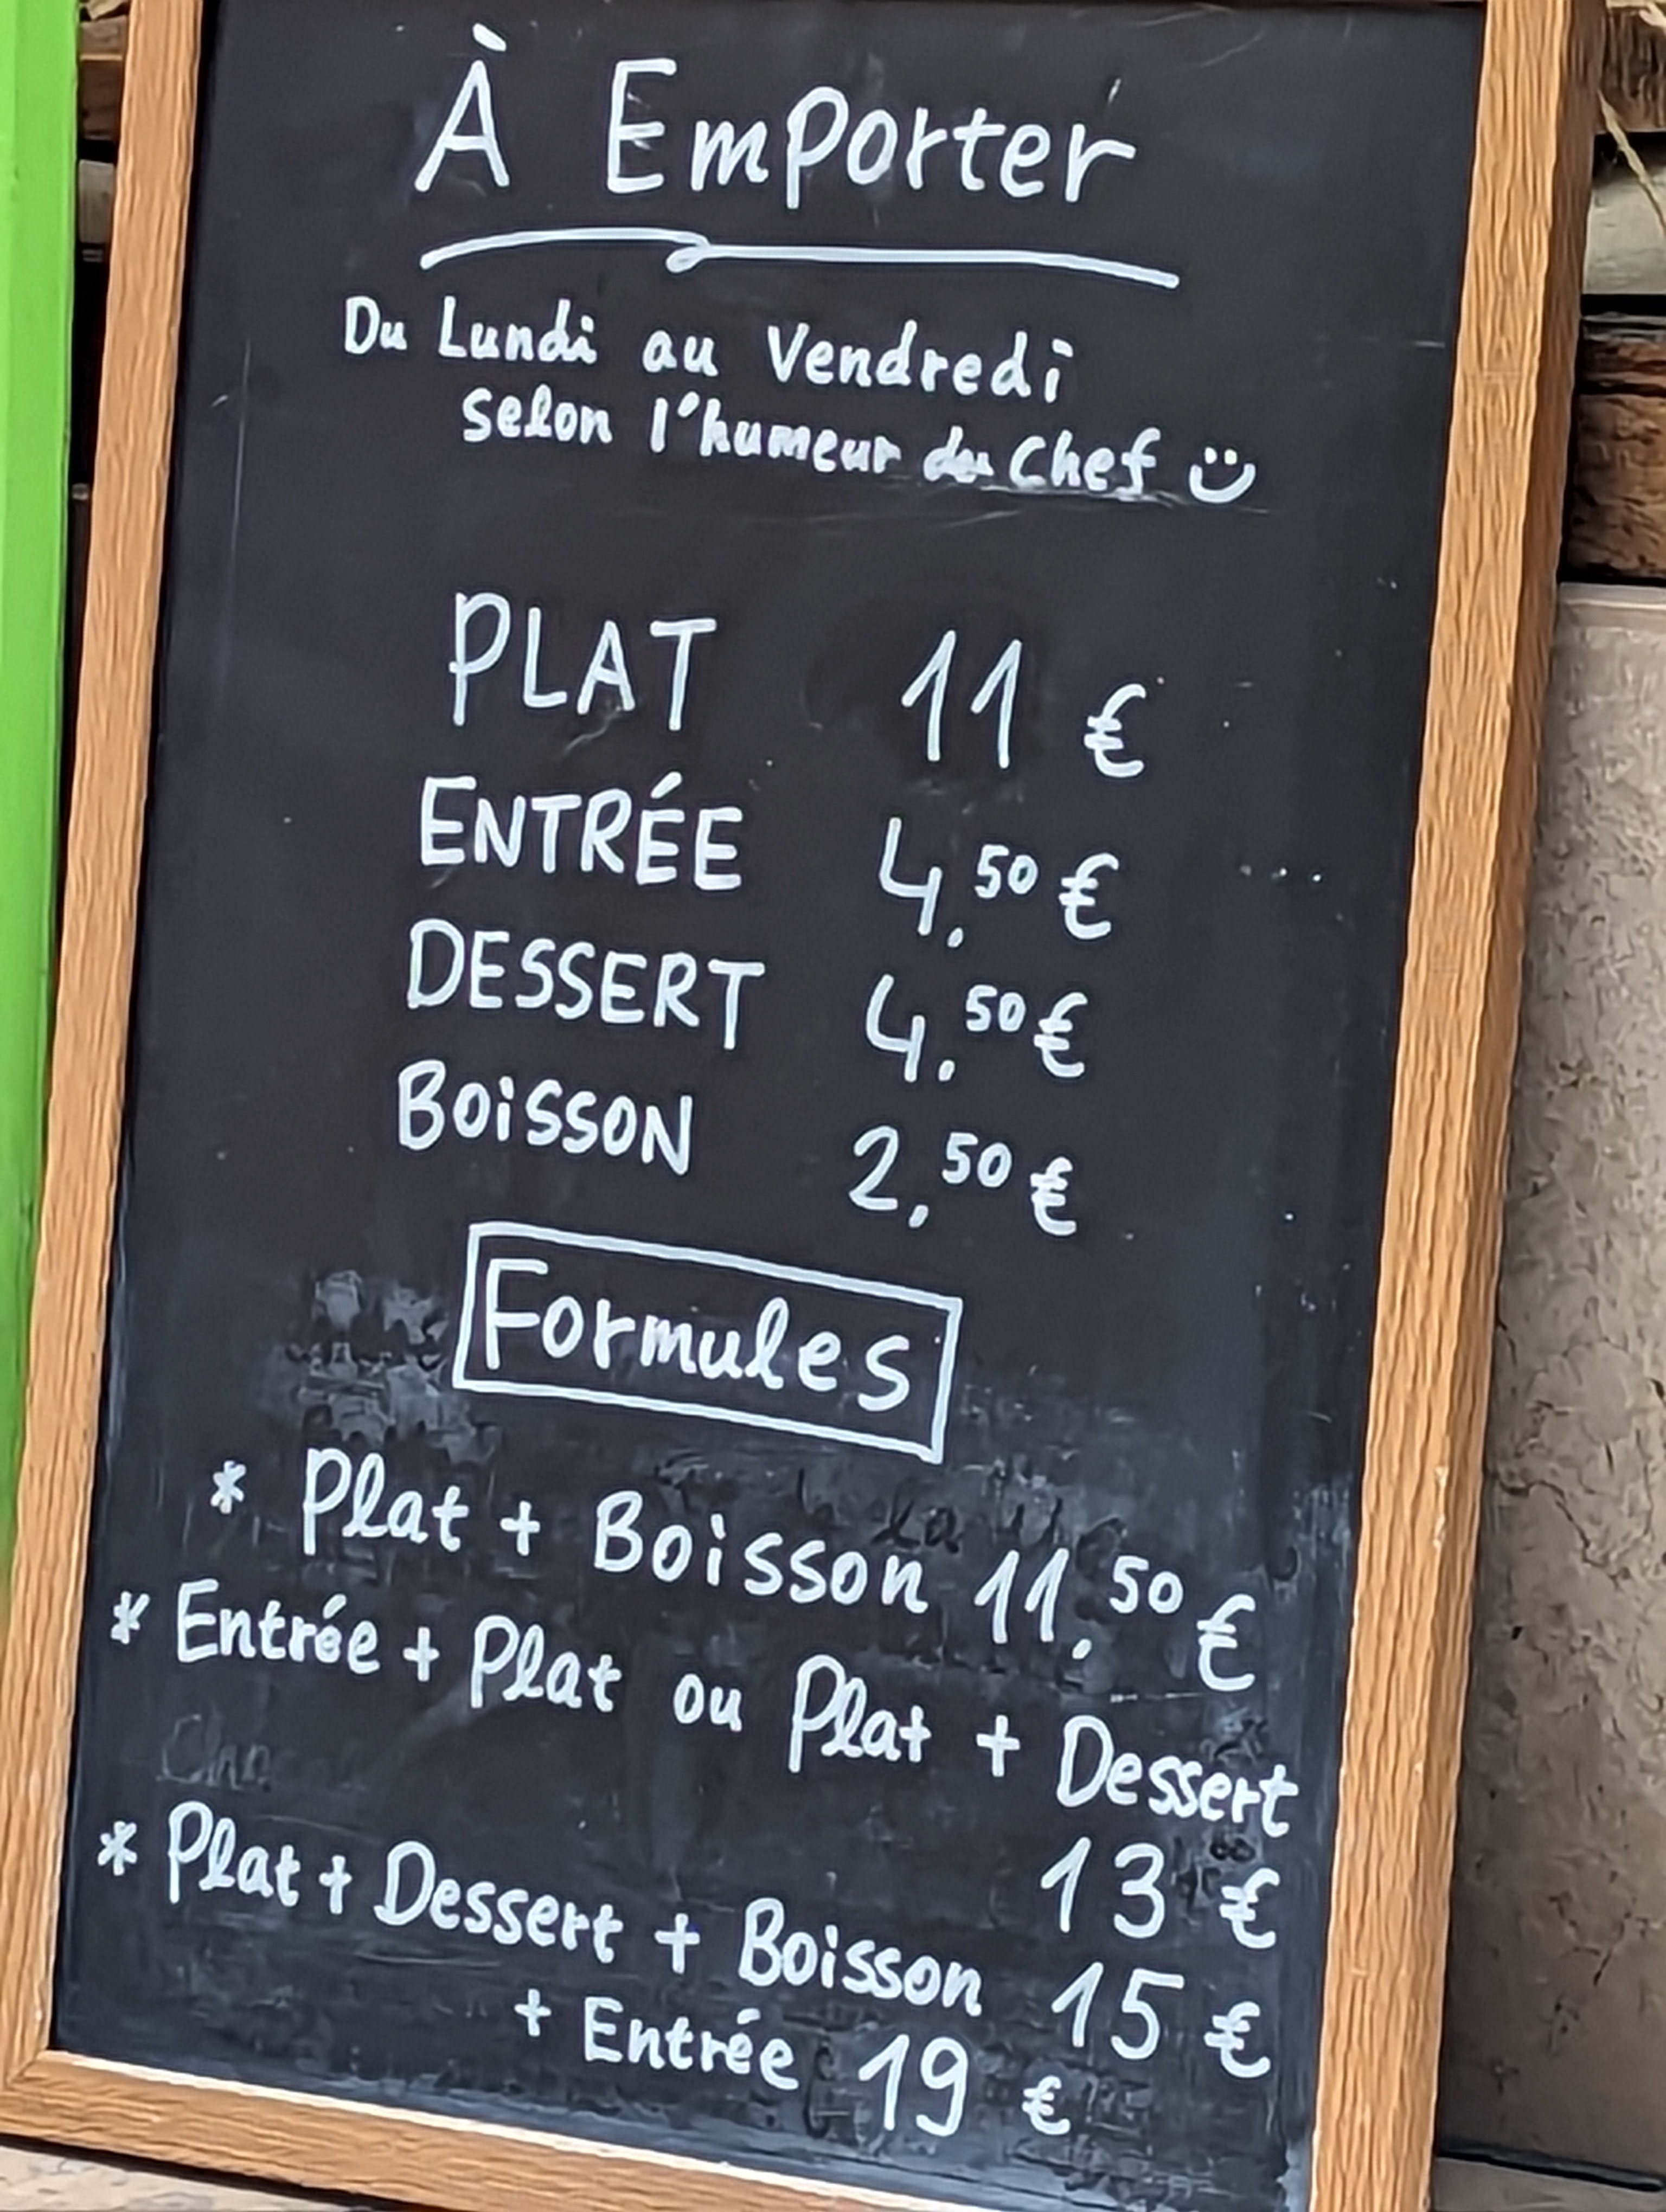 À Emporter
Du Lundi au Vendredi
selon l'humeur du Chef
PLAT 11 €
ENTRÉE 4,50 €
DESSERT 4,50 €
BOiSSON 2,50 €
Formules
* Plat + Boisson 11,50 €
* Entrée + Plat ou Plat + Dessert
13 €
* Plat + Dessert + Boisson 15 €
+ Entrée 19 €